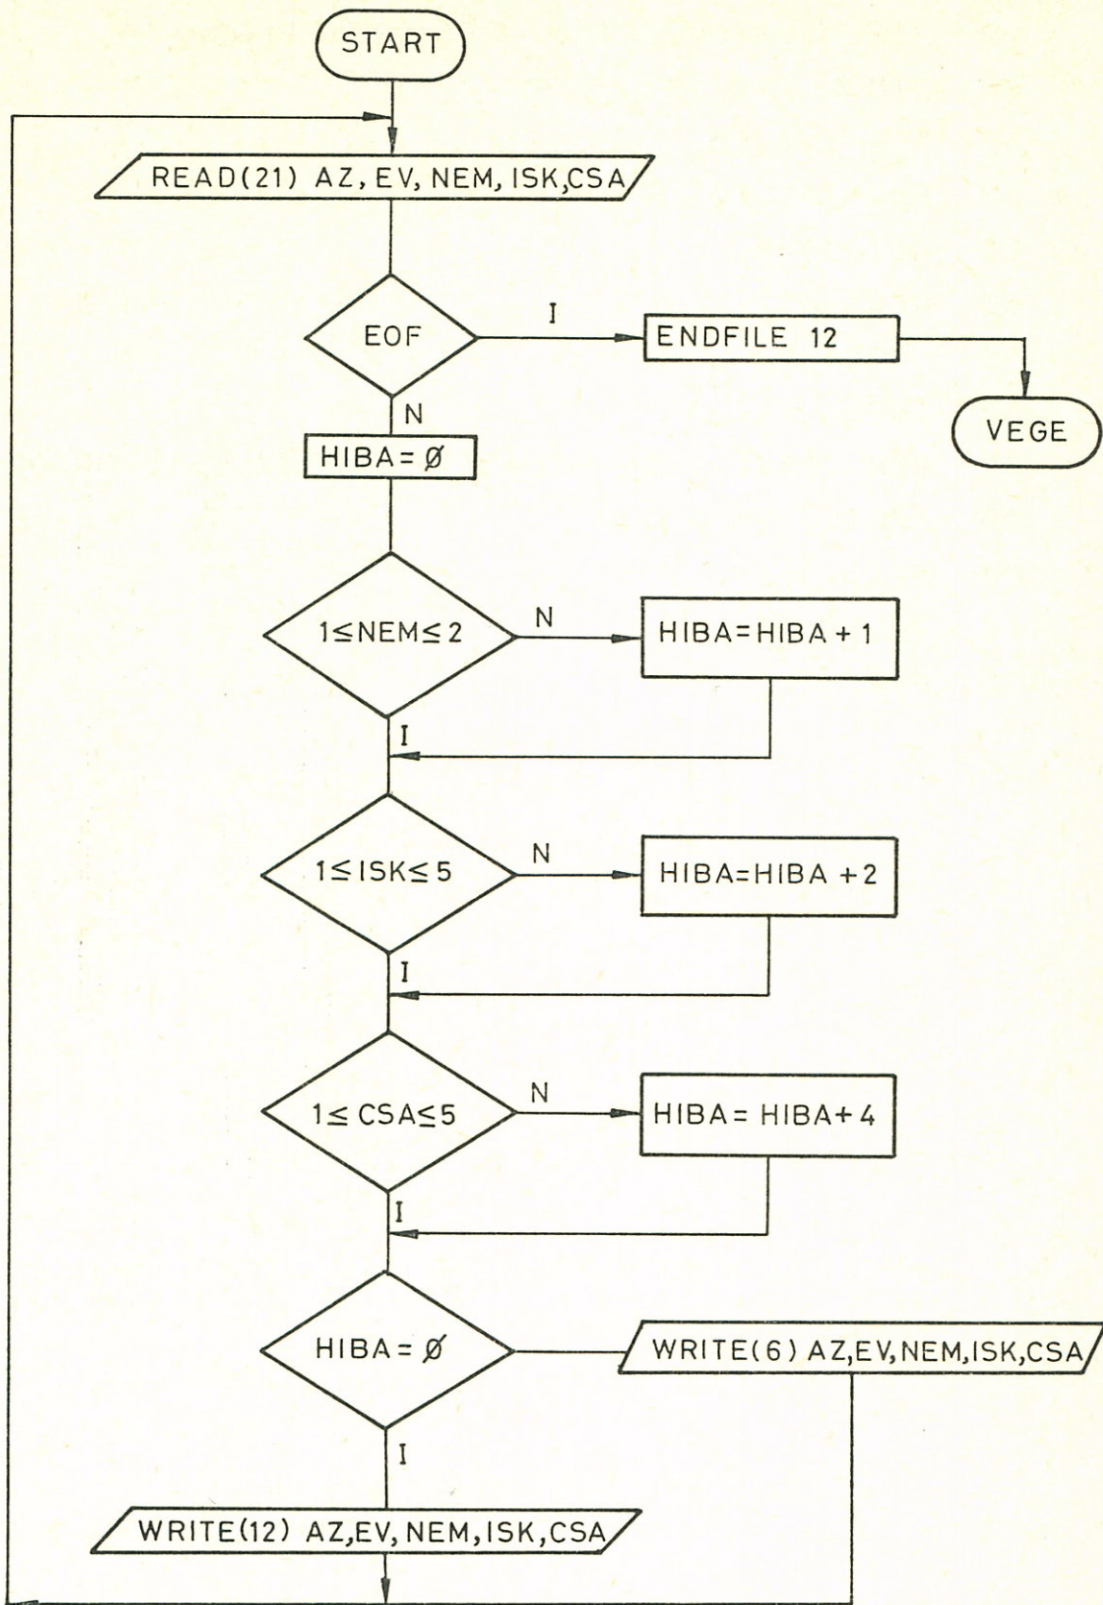 START
READ(21) AZ, EV, NEM, ISK,CSA
EOF
I
ENDFILE 12
N
VEGE
HIBA=Ø
1≤NEM≤2
N
HIBA=HIBA + 1
I
1≤ISK≤5
N
HIBA=HIBA +2
I
1≤ CSA≤5
N
HIBA= HIBA+4
I
HIBA=Ø
WRITE(6) AZ,EV,NEM,ISK,CSA
I
WRITE(12) AZ,EV,NEM,ISK,CSA